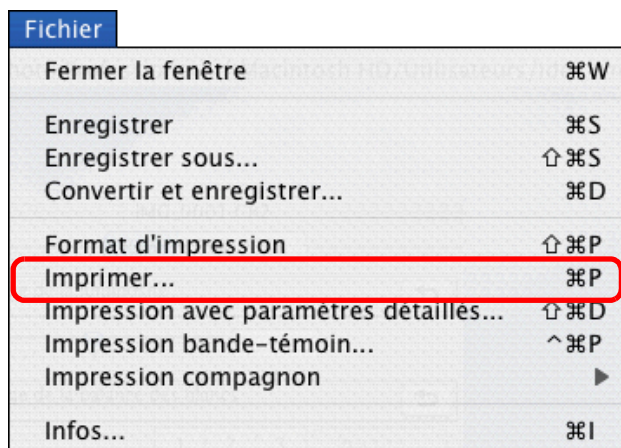 Fichier
Fermer la fenêtre ⌘W
Enregistrer ⌘S
Enregistrer sous... ⇧⌘S
Convertir et enregistrer... ⌘D
Format d'impression ⇧⌘P
Imprimer... ⌘P
Impression avec paramètres détaillés... ⇧⌘D
Impression bande-témoin... ^⌘P
Impression compagnon ▶
Infos... ⌘I